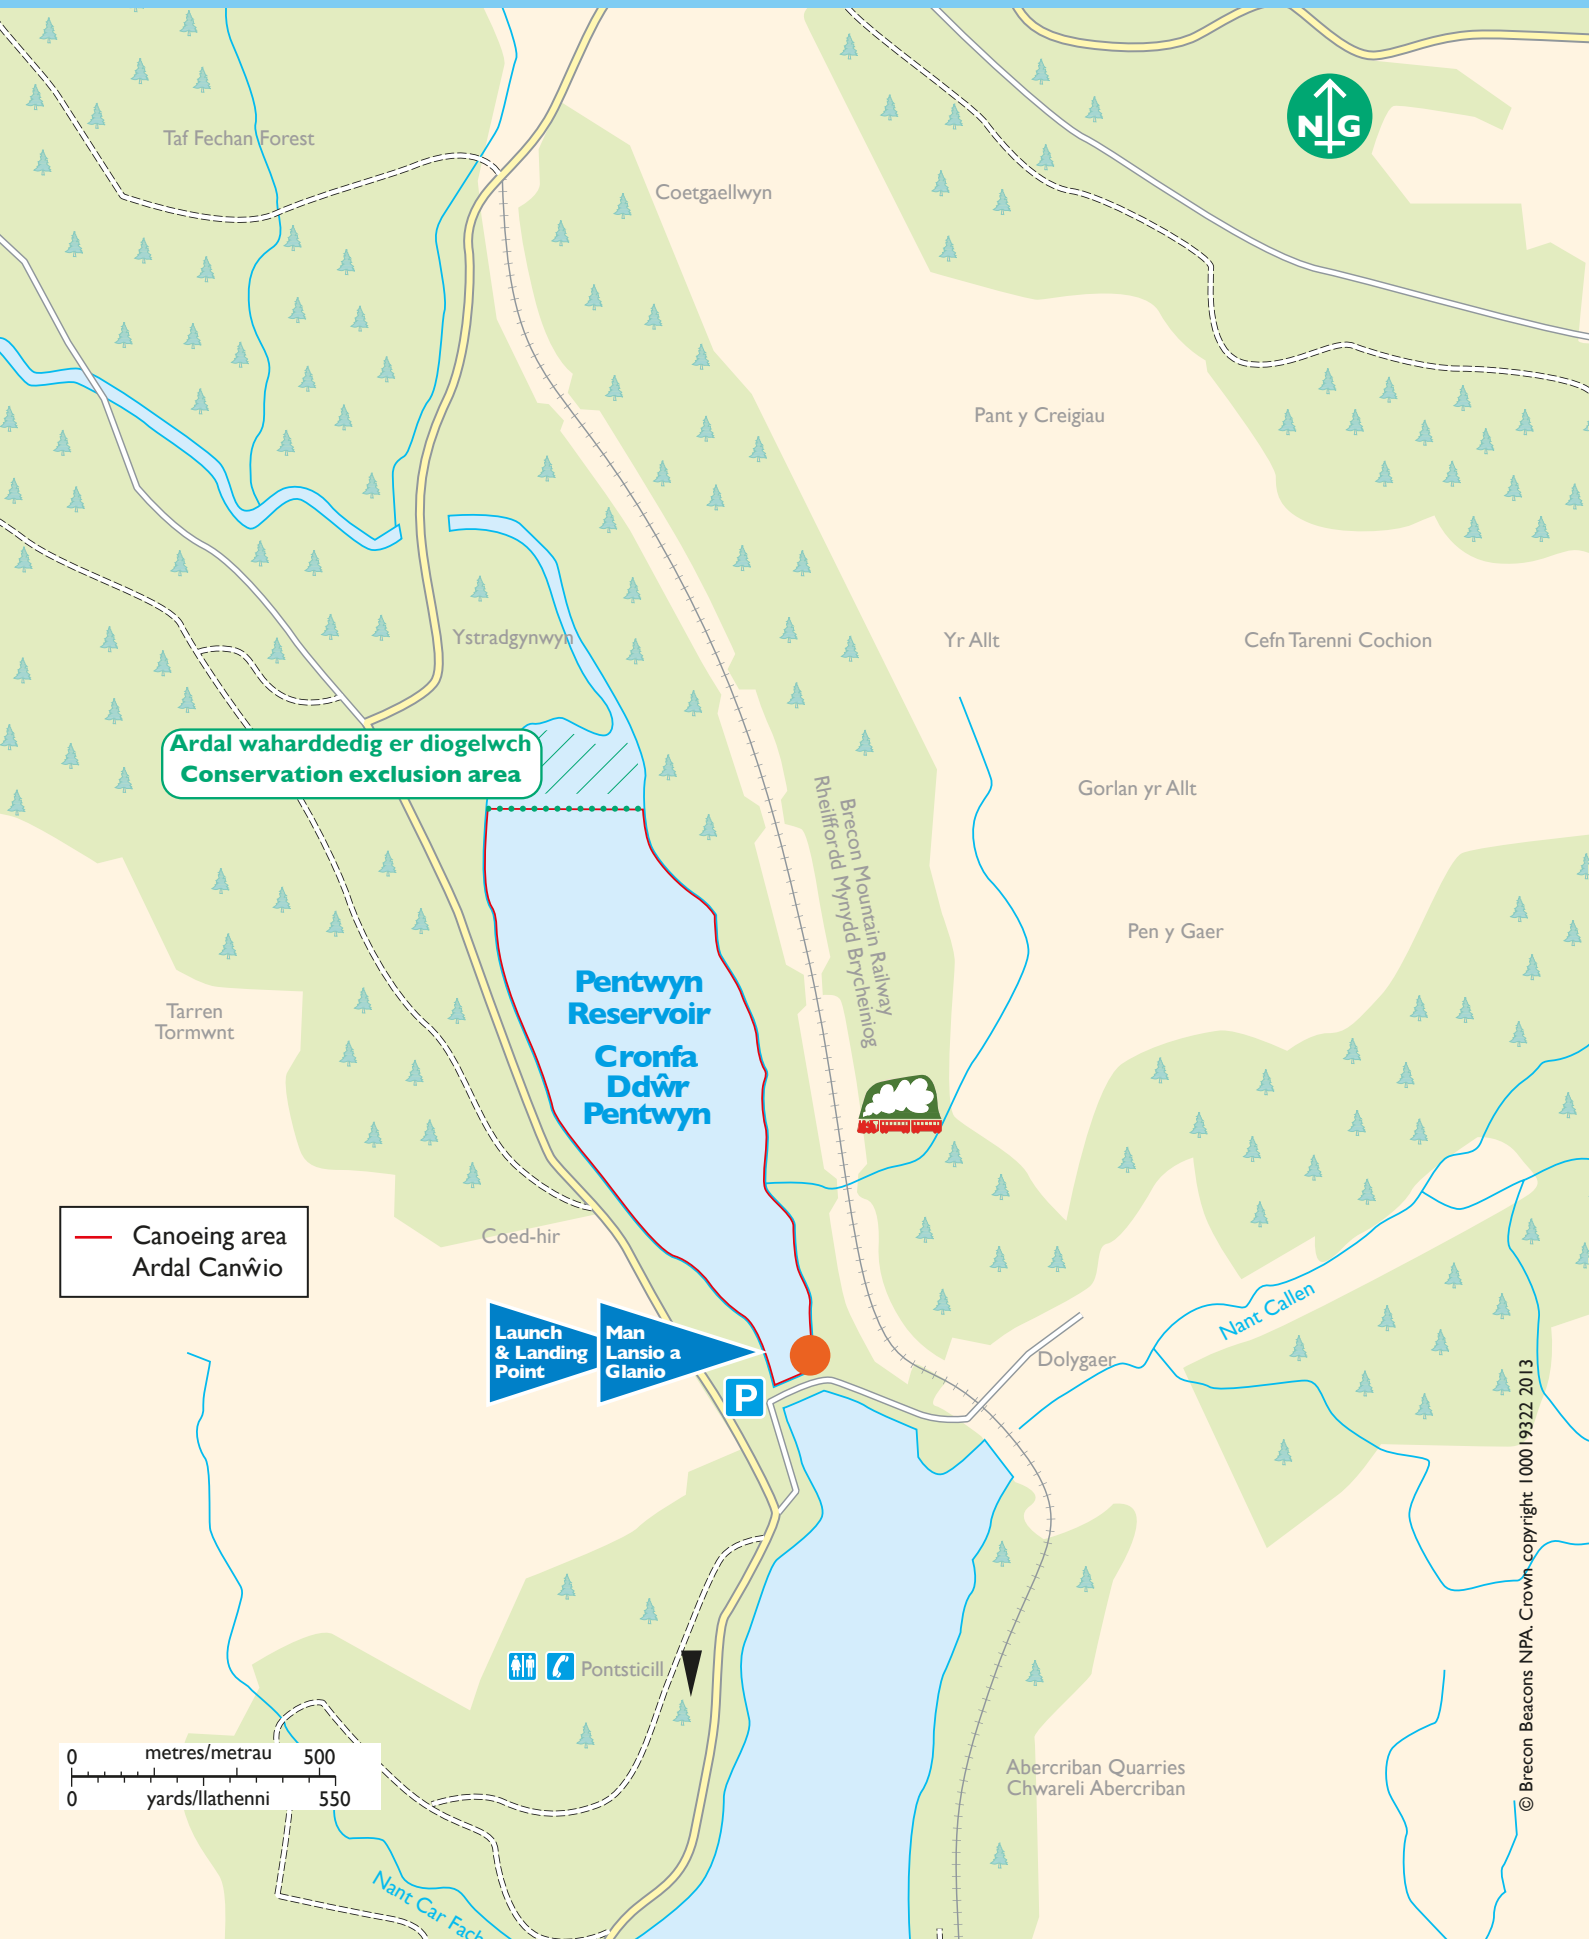 N G
Taf Fechan Forest
Coetgaellwyn
Pant y Creigiau
Ystradgynwyn
Yr Allt
Cefn Tarenni Cochion
Ardal waharddedig er diogelwch
Conservation exclusion area
Gorlan yr Allt
Brecon Mountain Railway
Rheilffordd Mynydd Brycheiniog
Pen y Gaer
Pentwyn
Reservoir
Cronfa
Ddŵr
Pentwyn
Tarren
Tormwnt
Canoeing area
Ardal Canŵio
Coed-hir
Nant Callen
Launch
& Landing
Point
Man
Lansio a
Glanio
Dolygaer
P
Pontsticill
0 metres/metrau 500
0 yards/llathenni 550
Abercriban Quarries
Chwareli Abercriban
Nant Car Fach
© Brecon Beacons NPA. Crown copyright 100019322 2013